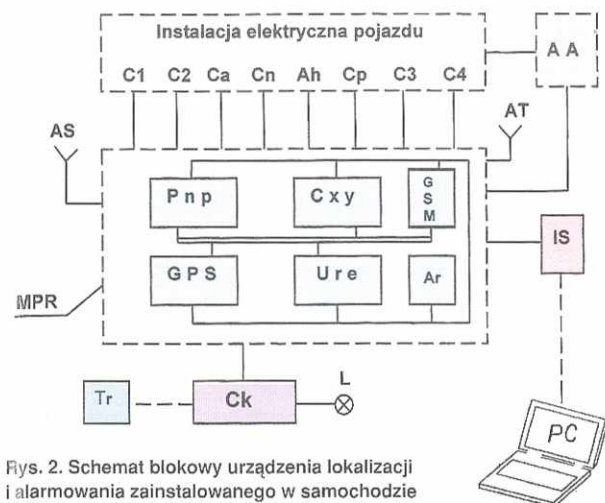 Instalacja elektryczna pojazdu
A A
C1 C2 Ca Cn Ah Cp C3 C4
AS
AT
P n p
C x y
G S M
IS
G P S
U r e
Ar
MPR
L
Tr
Ck
PC
Rys. 2. Schemat blokowy urządzenia lokalizacji
i alarmowania zainstalowanego w samochodzie